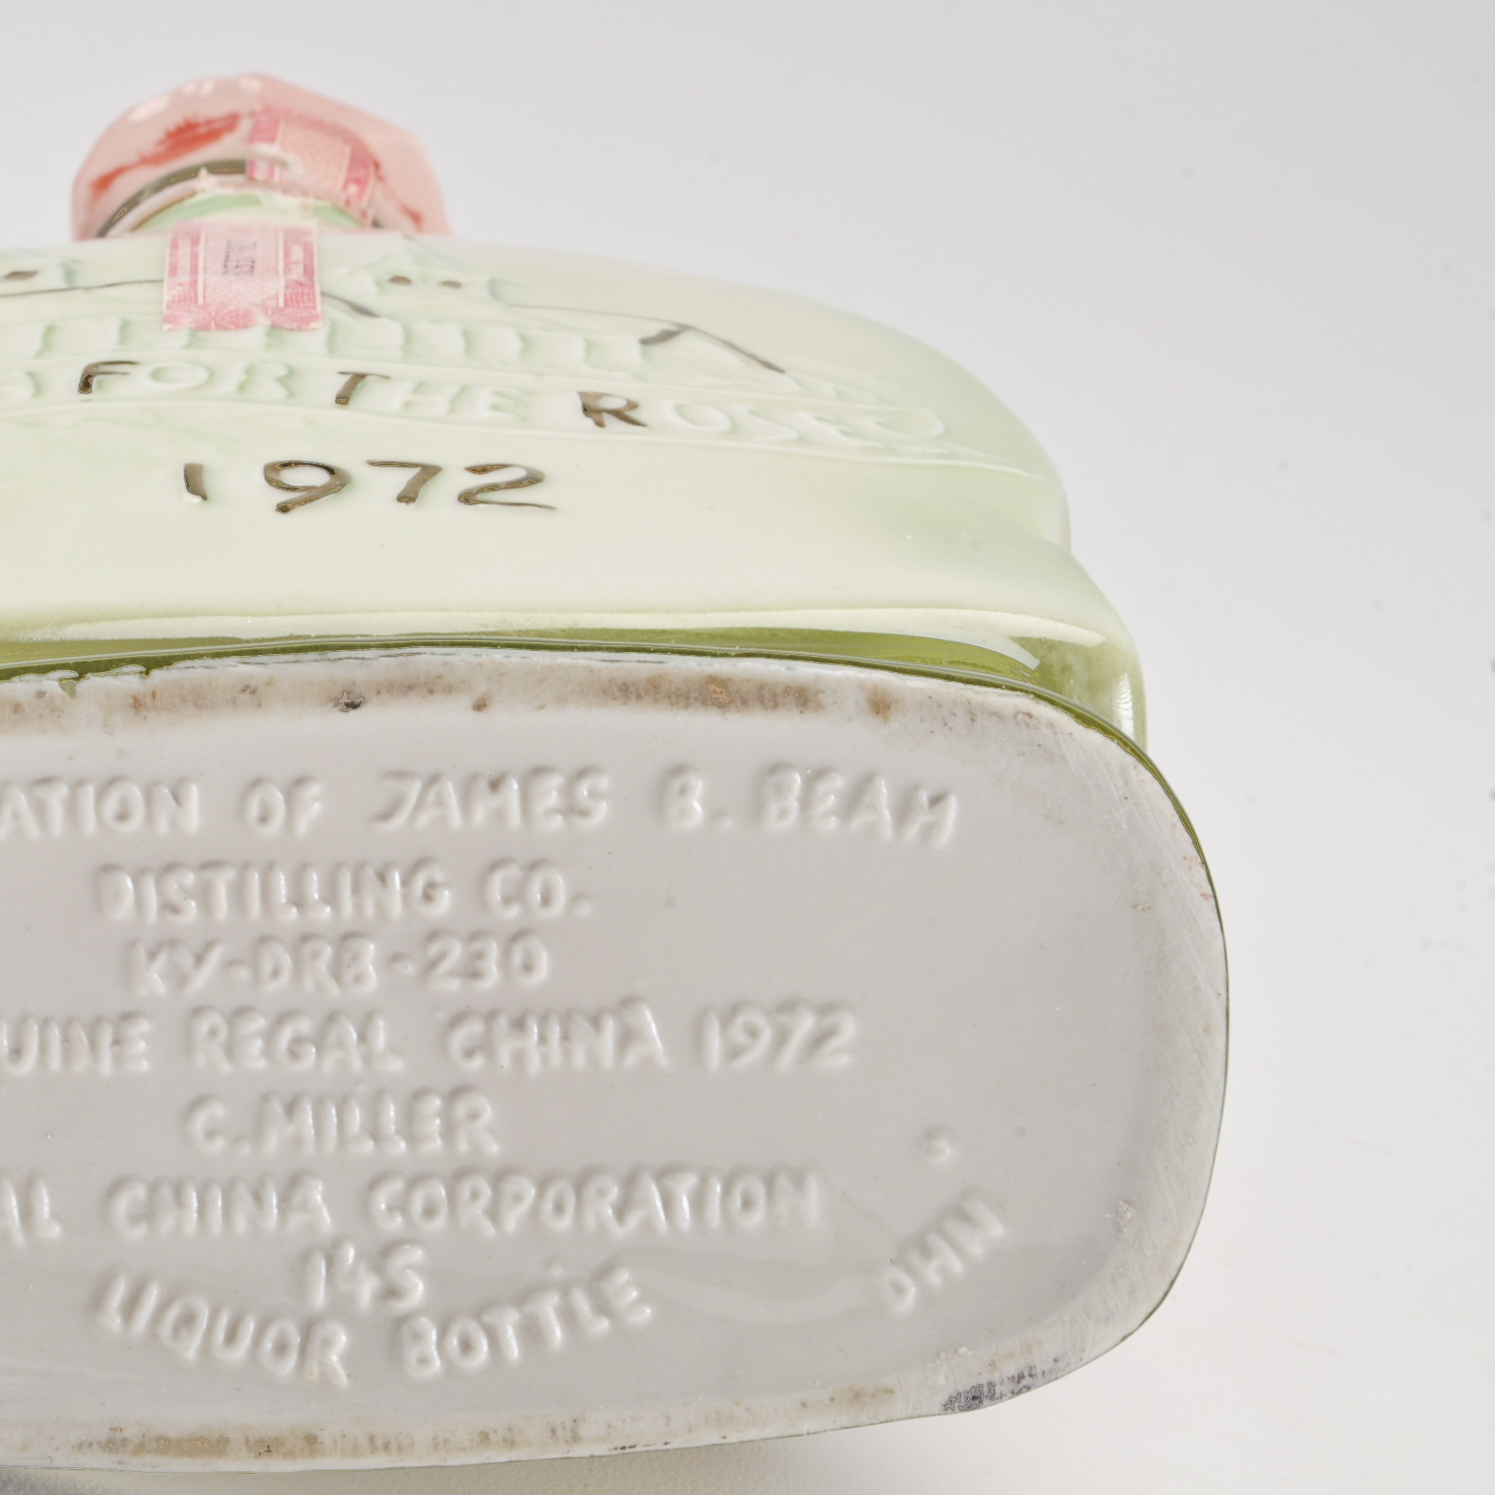 FOR THE ROSES
1972
ATION OF JAMES B. BEAM
DISTILLING CO.
KY-DRB-230
UINE REGAL CHINA 1972
C. MILLER
AL CHINA CORPORATION
14S
LIQUOR BOTTLE
DHN